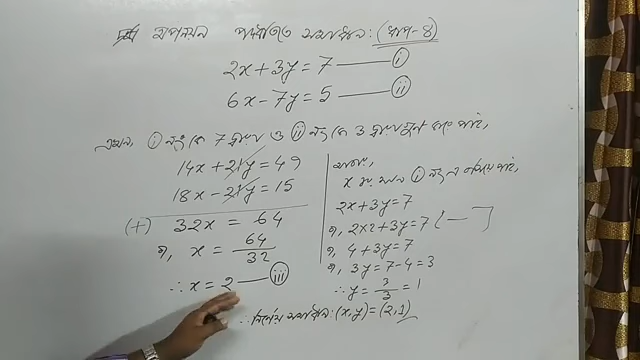 অপনয়ন পদ্ধতিতে সমাধান: (ধাপ-৪)
2x+3y=7 —— (i)
6x-7y=5 —— (ii)
এখন, (i) নং কে 7 দ্বারা ও (ii) নং কে 3 দ্বারা গুণ করে পাই,
14x+21y=49
18x-21y=15
(+) 32x = 64
বা, x = 64/32
∴ x = 2 —— (iii)
x এর মান (i) নং এ বসিয়ে পাই,
2x+3y=7
বা, 2×2+3y=7
বা, 4+3y=7
বা, 3y=7-4=3
∴ y = 3/3 = 1
∴ নির্ণেয় সমাধান: (x,y)=(2,1)